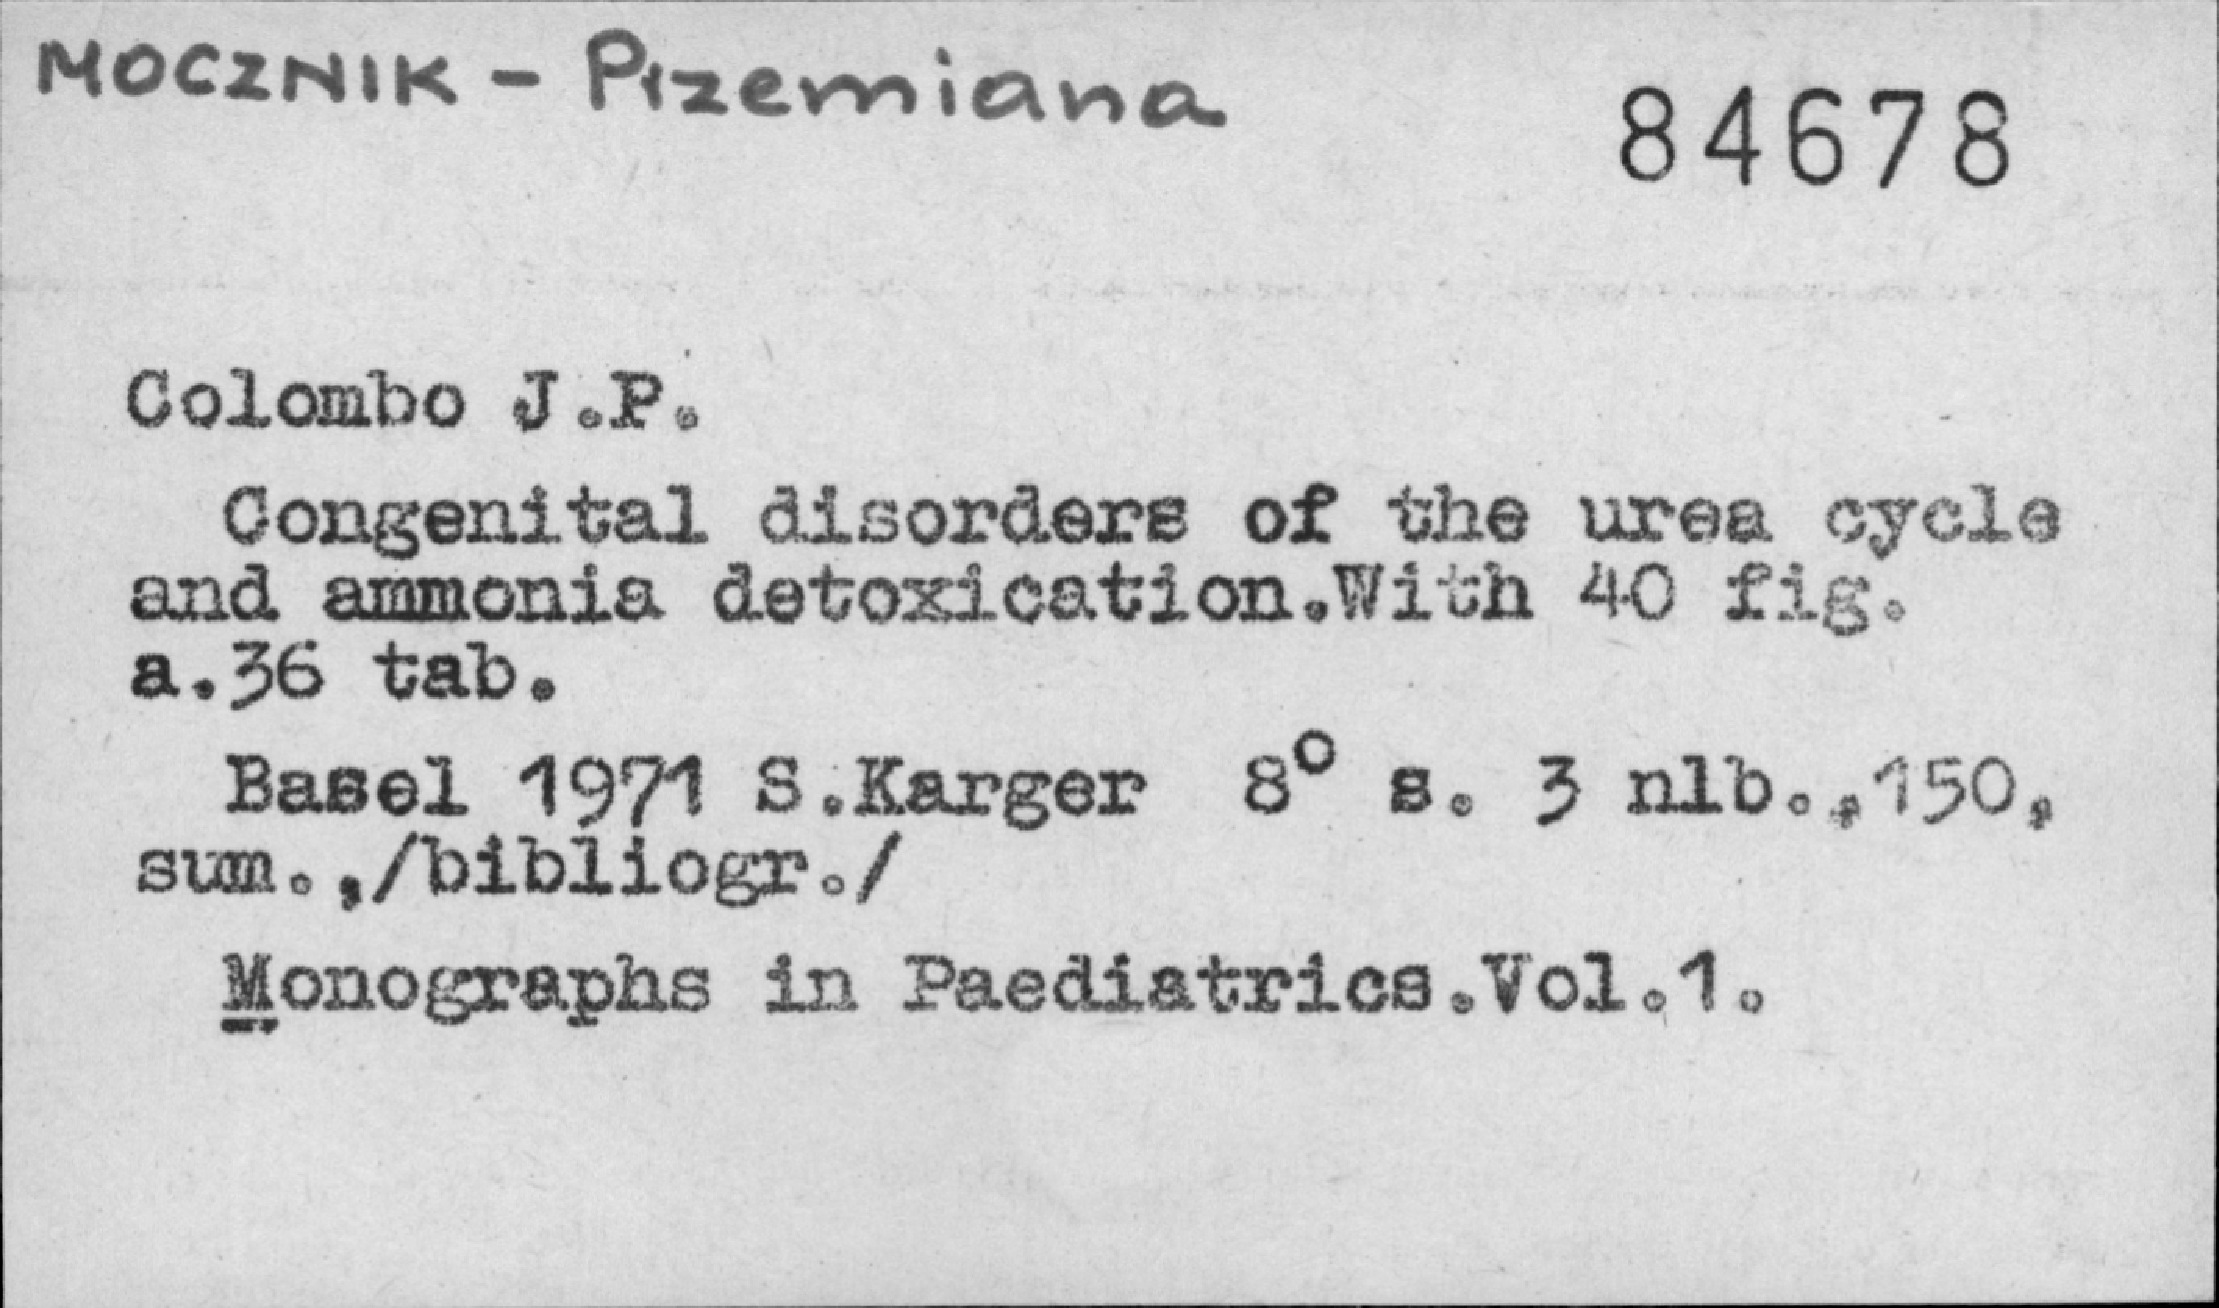 MOCZNIK - Przemiana
84678
Colombo J.P.
Congenital disorders of the urea cycle
and ammonia detoxication.With 40 fig.
a.36 tab.
Basel 1971 S.Karger 8° s. 3 nlb.,150,
sum.,/bibliogr./
Monographs in Paediatrics.Vol.1.